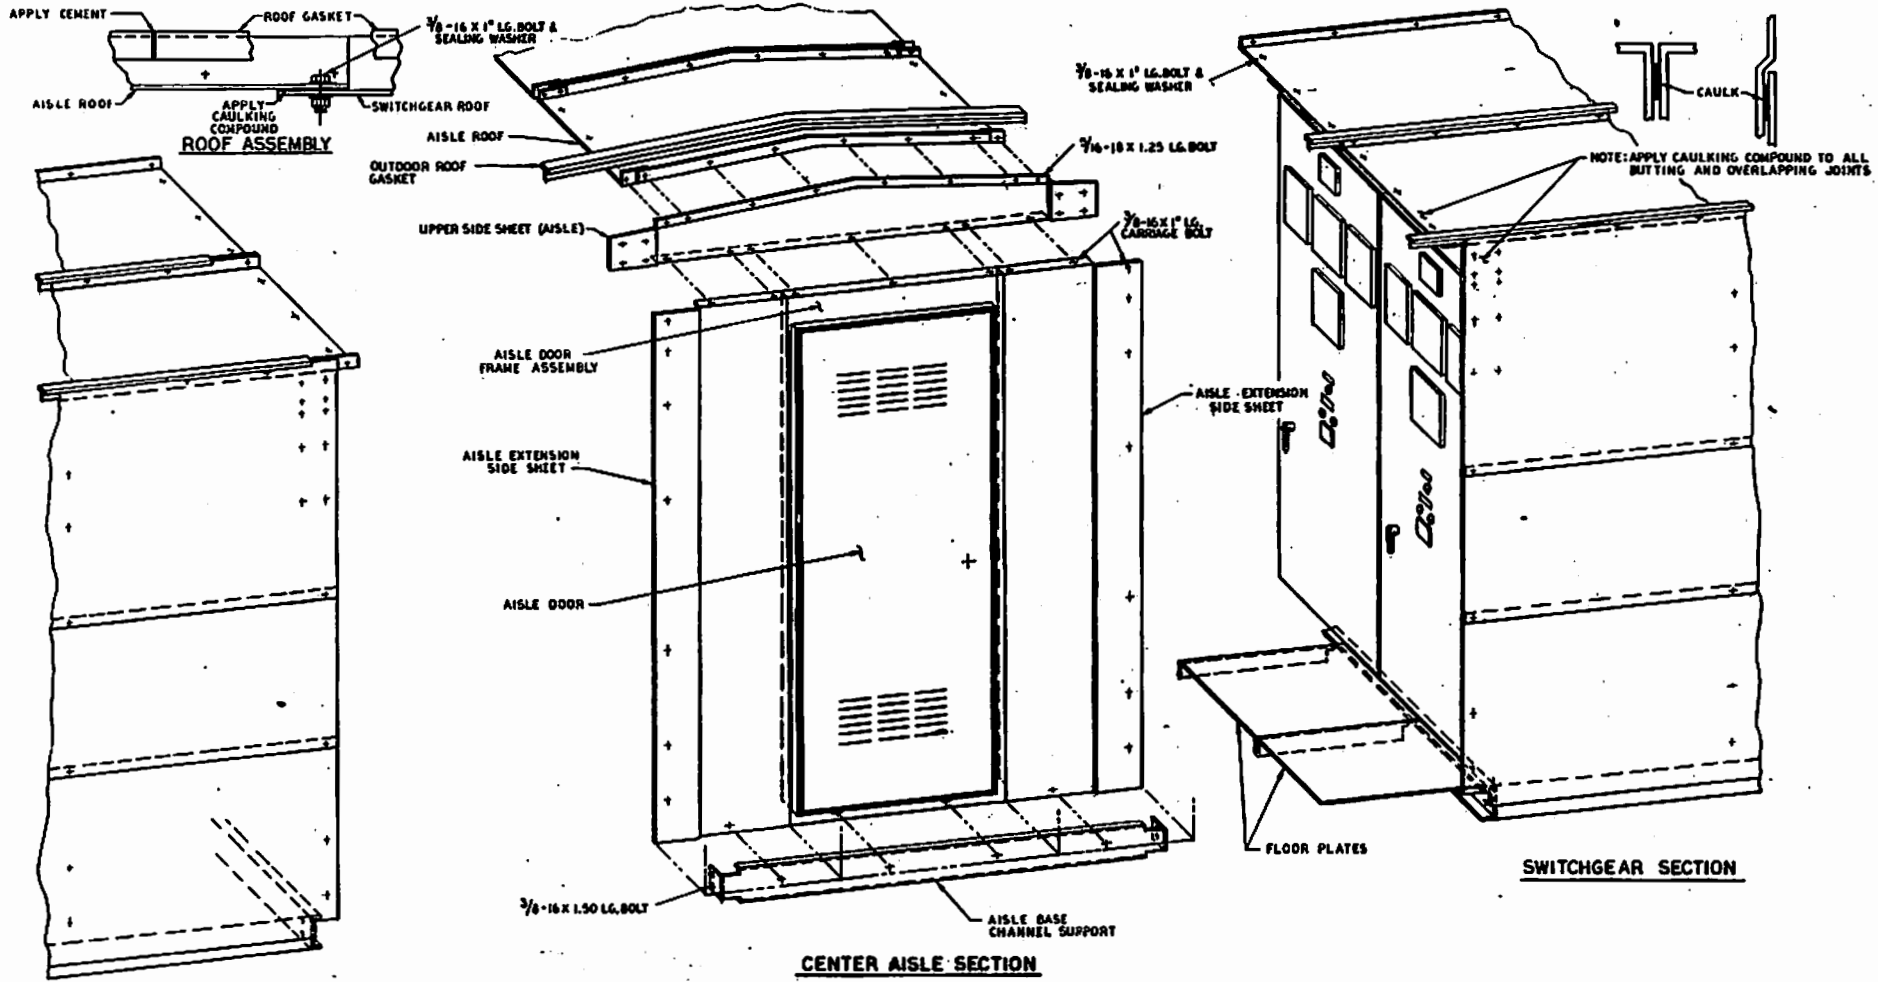 APPLY CEMENT
ROOF GASKET
3/8-16 X 1" LG. BOLT &
SEALING WASHER
AISLE ROOF
APPLY
CAULKING
COMPOUND
SWITCHGEAR ROOF
ROOF ASSEMBLY
AISLE ROOF
OUTDOOR ROOF
GASKET
UPPER SIDE SHEET (AISLE)
5/16-18 X 1.25 LG. BOLT
3/8-16 X 1" LG.
CARRIAGE BOLT
AISLE DOOR
FRAME ASSEMBLY
AISLE EXTENSION
SIDE SHEET
AISLE DOOR
AISLE EXTENSION
SIDE SHEET
3/8-16 X 1.50 LG. BOLT
AISLE BASE
CHANNEL SUPPORT
CENTER AISLE SECTION
3/8-16 X 1" LG. BOLT &
SEALING WASHER
CAULK
NOTE: APPLY CAULKING COMPOUND TO ALL
BUTTING AND OVERLAPPING JOINTS
FLOOR PLATES
SWITCHGEAR SECTION